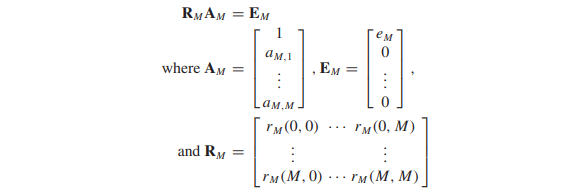 R_M A_M = E_M
where A_M = [ 1 a_{M,1} ⋮ a_{M,M} ] , E_M = [ e_M 0 ⋮ 0 ] ,
and R_M = [ r_M(0, 0) ⋯ r_M(0, M) ⋮ ⋮ r_M(M, 0) ⋯ r_M(M, M) ]